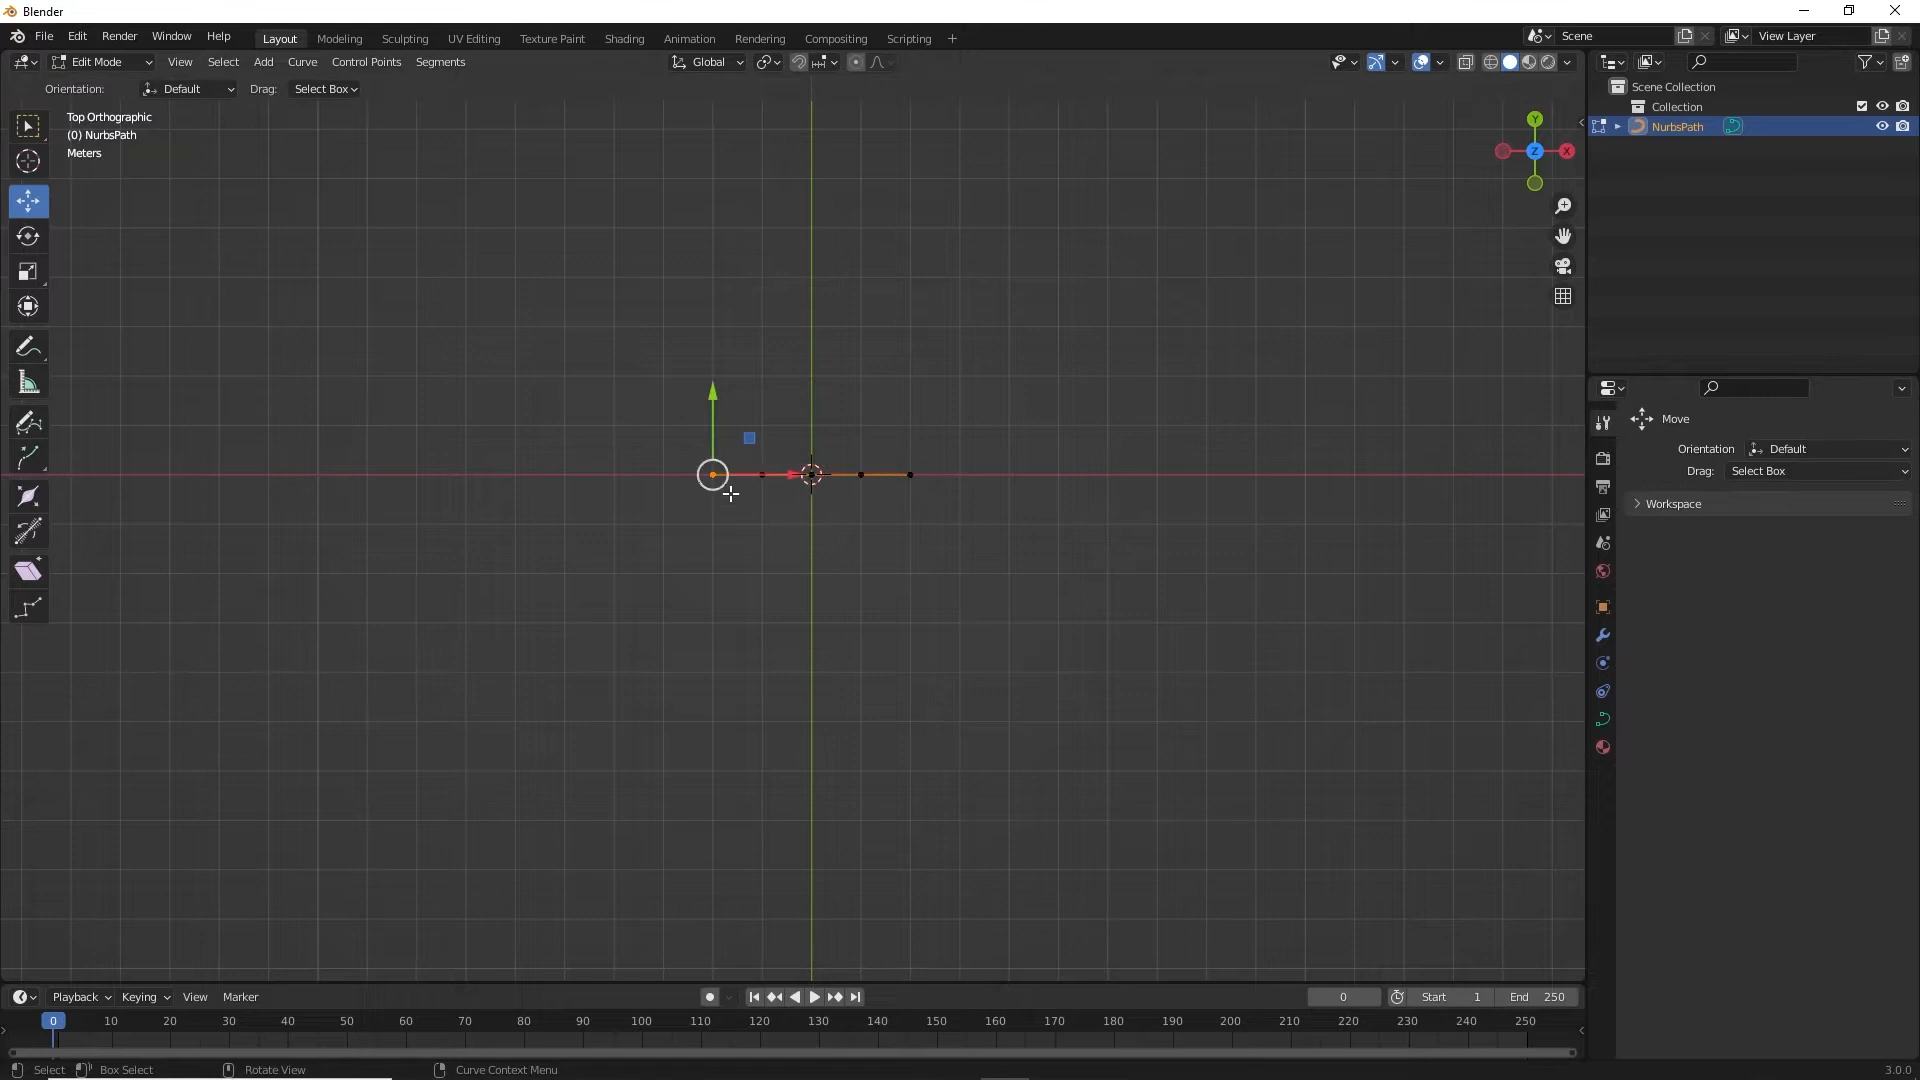 Blender
File Edit Render Window Help Layout Modeling Sculpting UV Editing Texture Paint Shading Animation Rendering Compositing Scripting Scene View Layer
Edit Mode View Select Add Curve Control Points Segments Global
Orientation: Default Drag: Select Box
Scene Collection
Collection
NurbsPath
Top Orthographic
(0) NurbsPath
Meters
Y
X
Z
Move
Orientation Default
Drag: Select Box
Workspace
Playback Keying View Marker 0 Start 1 End 250
0 10 20 30 40 50 60 70 80 90 100 110 120 130 140 150 160 170 180 190 200 210 220 230 240 250
Select Box Select Rotate View Curve Context Menu 3.0.0